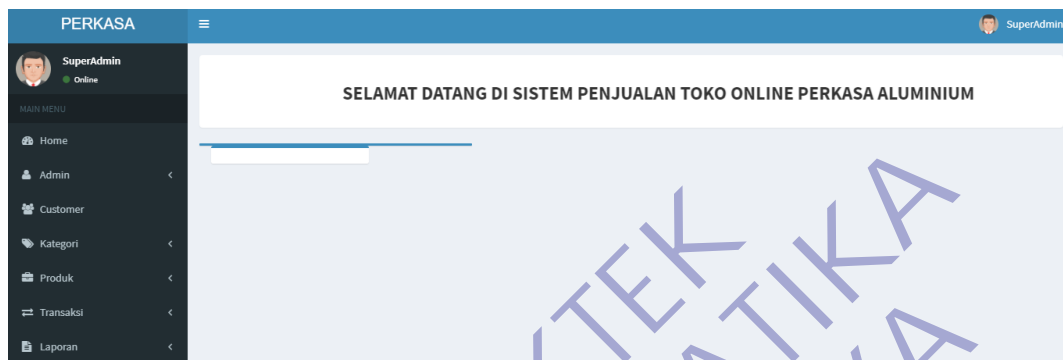 PERKASA
SuperAdmin
SuperAdmin
Online
SELAMAT DATANG DI SISTEM PENJUALAN TOKO ONLINE PERKASA ALUMINIUM
MAIN MENU
Home
Admin
Customer
Kategori
Produk
Transaksi
Laporan